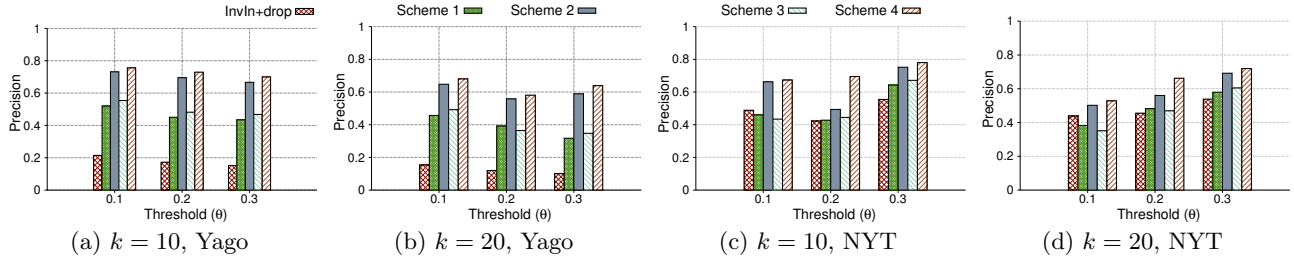 InvIn+drop Scheme 1 Scheme 2 Scheme 3 Scheme 4
Precision
1
0.8
0.6
0.4
0.2
0
0.1 0.2 0.3
Threshold (θ)
(a) k = 10, Yago
Precision
1
0.8
0.6
0.4
0.2
0
0.1 0.2 0.3
Threshold (θ)
(b) k = 20, Yago
Precision
1
0.8
0.6
0.4
0.2
0
0.1 0.2 0.3
Threshold (θ)
(c) k = 10, NYT
Precision
1
0.8
0.6
0.4
0.2
0
0.1 0.2 0.3
Threshold (θ)
(d) k = 20, NYT